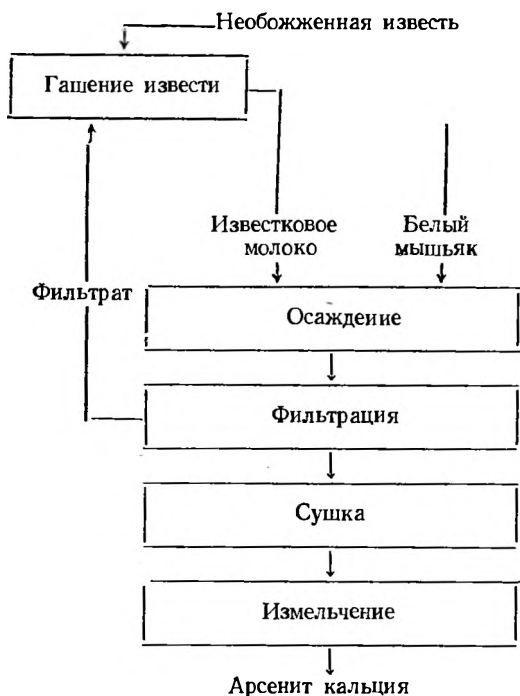 Необожженная известь
Гашение извести
Известковое
молоко
Белый
мышьяк
Фильтрат
Осаждение
Фильтрация
Сушка
Измельчение
Арсенит кальция